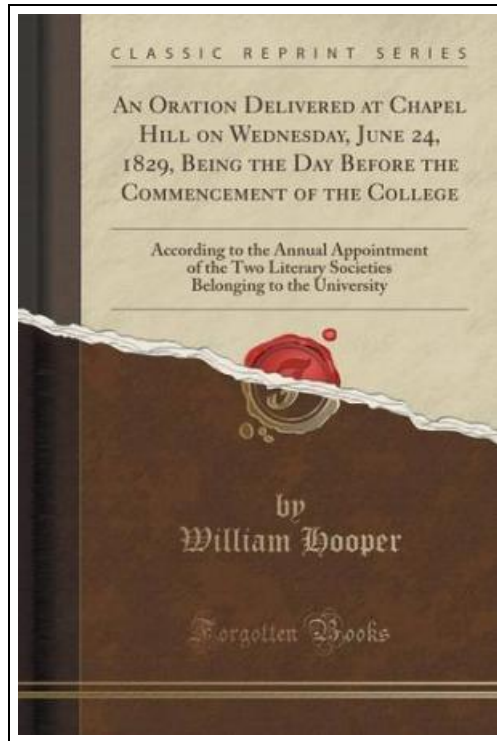 CLASSIC REPRINT SERIES
AN ORATION DELIVERED AT CHAPEL
HILL ON WEDNESDAY, JUNE 24,
1829, BEING THE DAY BEFORE THE
COMMENCEMENT OF THE COLLEGE
According to the Annual Appointment
of the Two Literary Societies
Belonging to the University
by
William Hooper
Forgotten Books